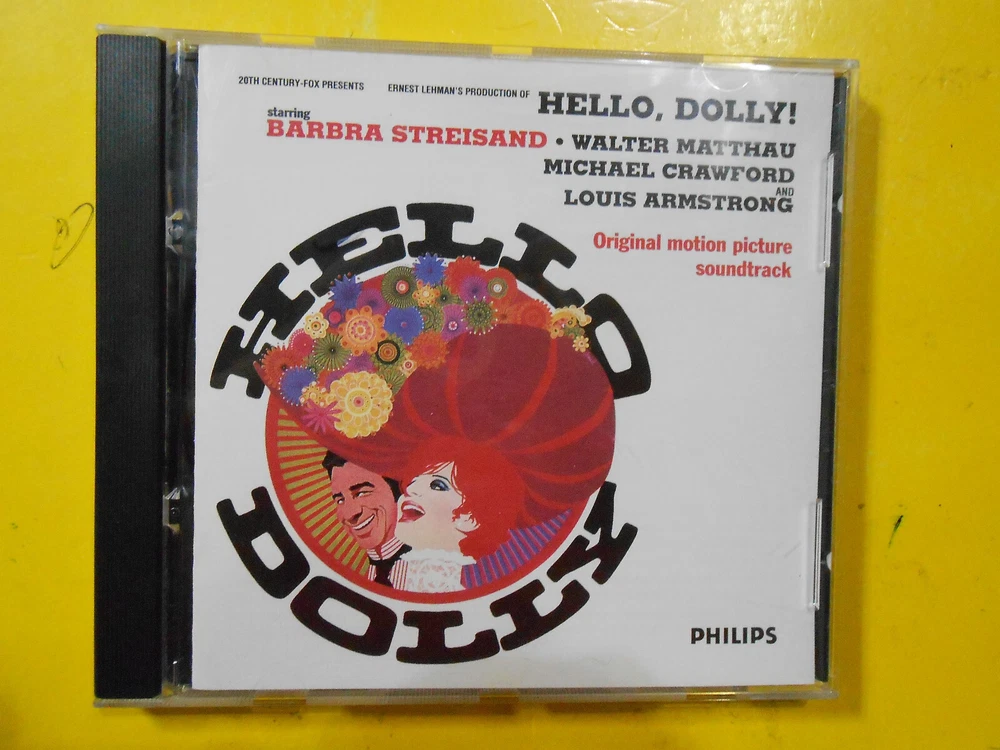 20TH CENTURY-FOX PRESENTS ERNEST LEHMAN'S PRODUCTION OF HELLO, DOLLY!
starring
BARBRA STREISAND • WALTER MATTHAU
MICHAEL CRAWFORD
AND
LOUIS ARMSTRONG
Original motion picture
soundtrack
HELLO
DOLLY
PHILIPS